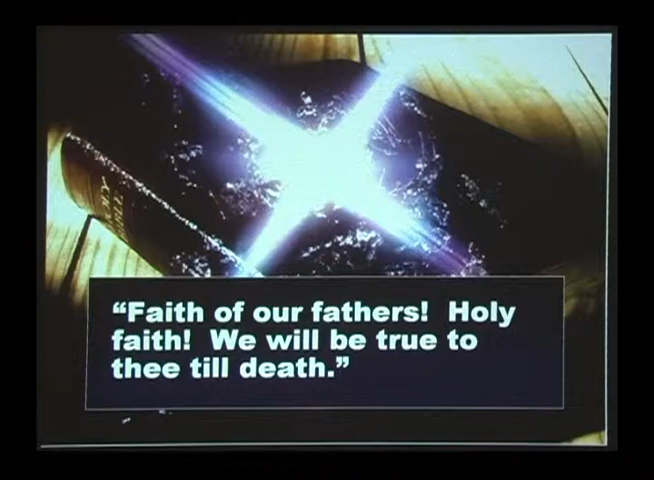 “Faith of our fathers!  Holy
faith!  We will be true to
thee till death.”